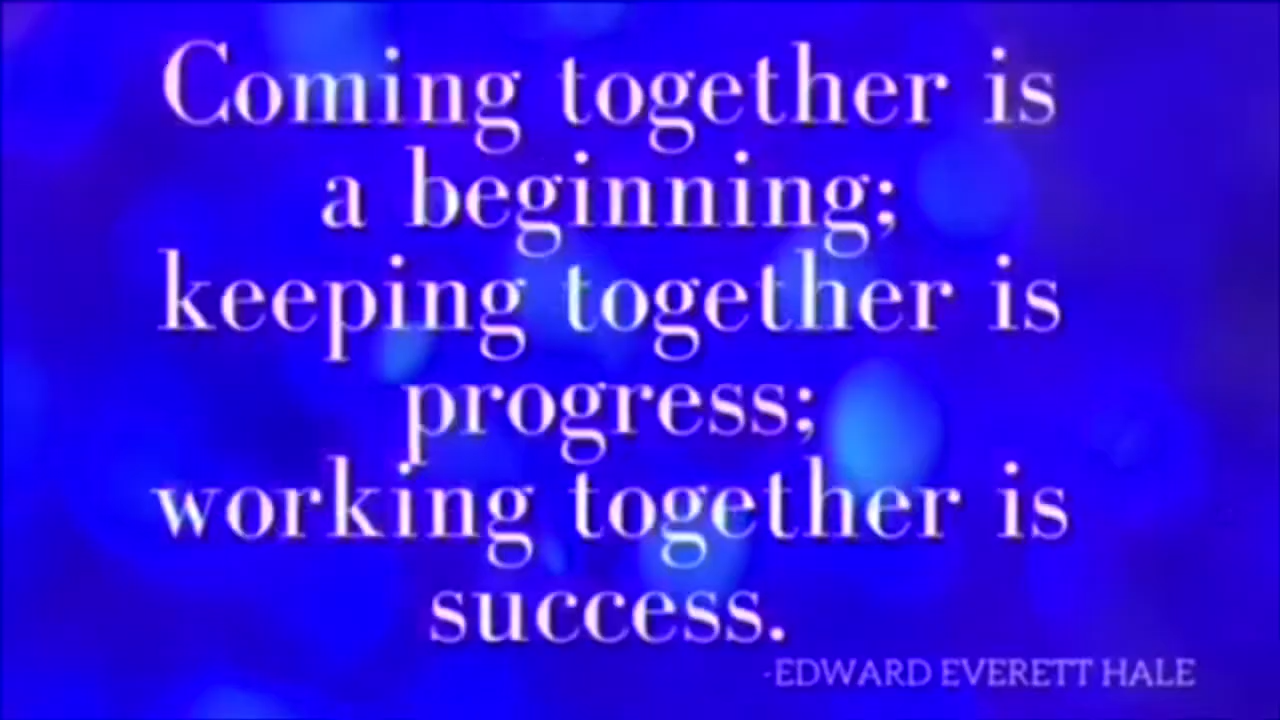 Coming together is
a beginning;
keeping together is
progress;
working together is
success.
-EDWARD EVERETT HALE